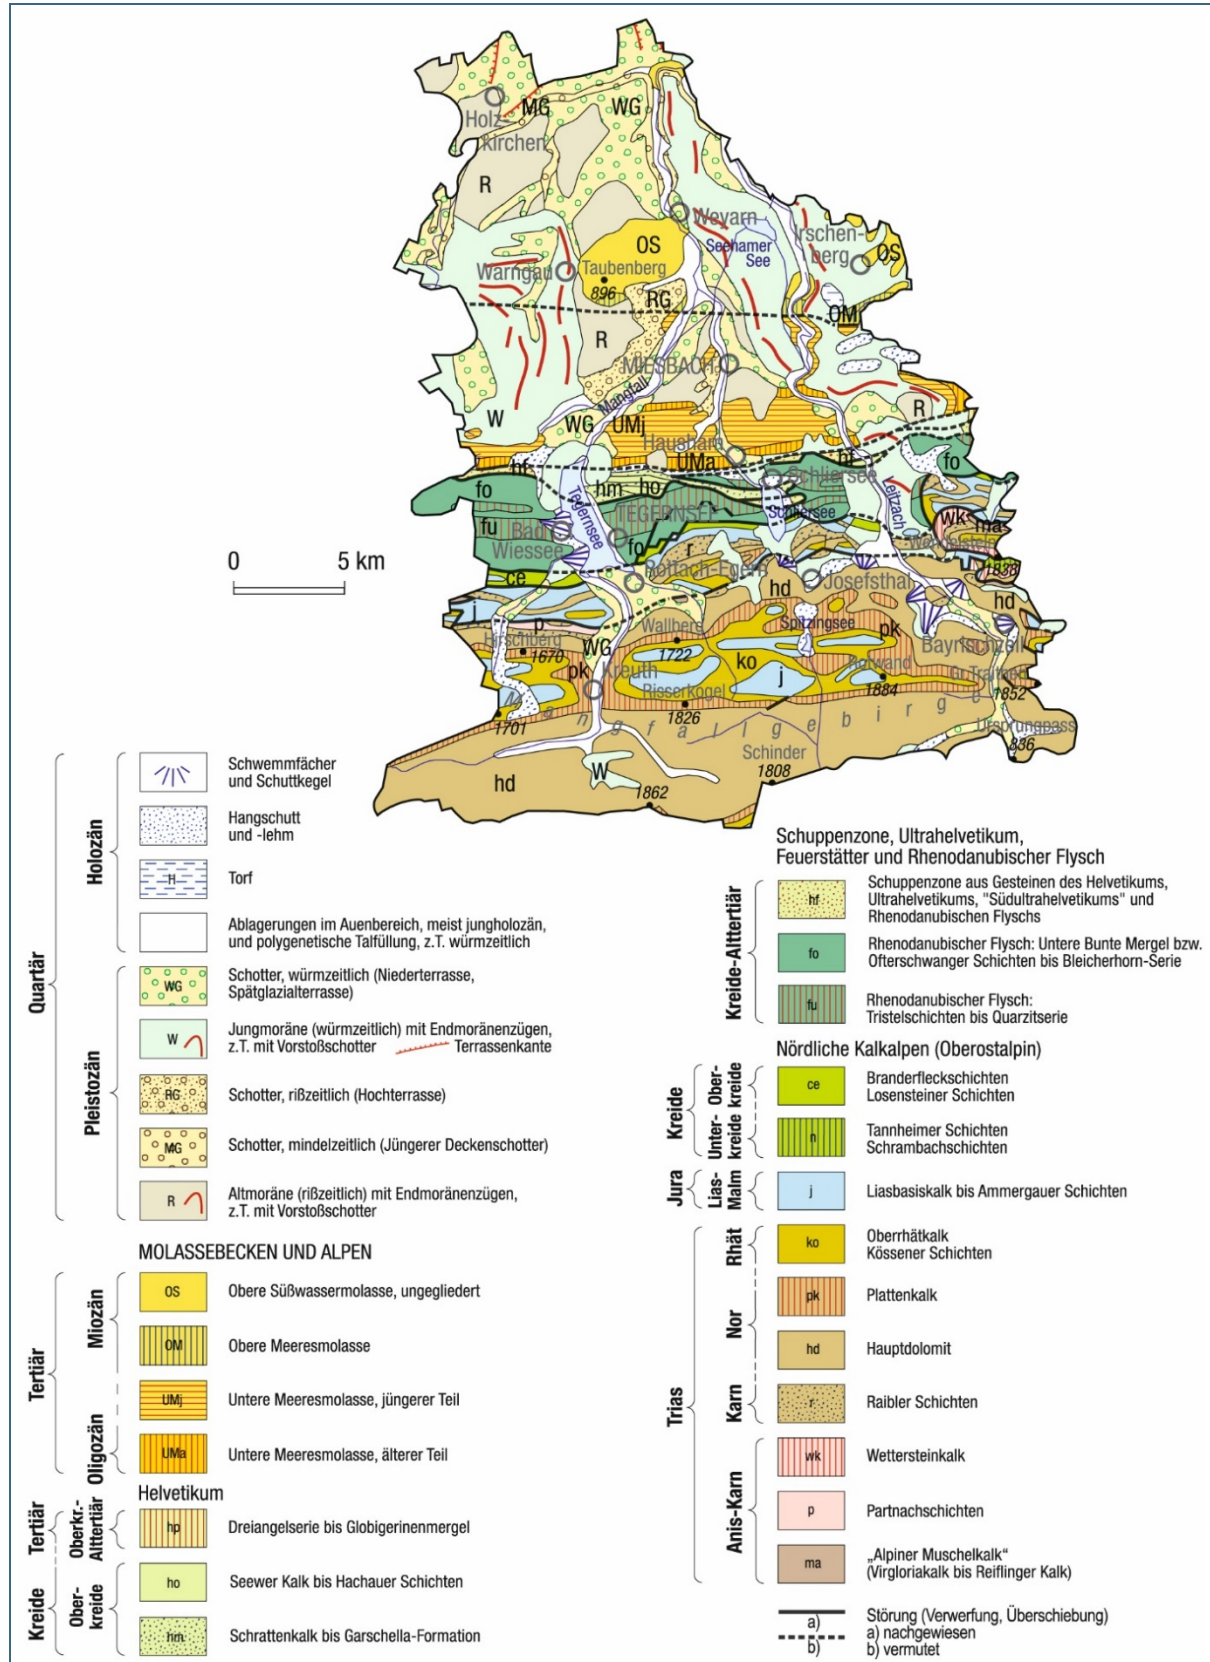 MG
WG
Holz-
kirchen
R
Weyarn
OS
Seehamer
See
Irschen-
berg
OS
Warngau
Taubenberg
896
RG
OM
R
MIESBACH
Mangfall
R
W
WG
UMj
Hausham
UMa
hf
hf
fo
hm
ho
Schliersee
fo
Leitzach
Tegernsee
TEGERNSEE
Schliersee
fu
Bad
Wiessee
fo
r
wk
ma
Wendelstein
ce
Rottach-Egern
Josefsthal
1838
hd
hd
j
p
Wallberg
Spitzingsee
pk
Hirschberg
1670
WG
1722
ko
Bayrischzell
pk
Kreuth
Rotwand
Risserkogel
j
1884
Gr. Traithen
1852
1701
1826
Mangfallgebirge
Ursprungpass
836
Schinder
W
1808
hd
1862
0 5 km
Quartär
Holozän
Schwemmfächer
und Schuttkegel
Hangschutt
und -lehm
H
Torf
Ablagerungen im Auenbereich, meist jungholozän,
und polygenetische Talfüllung, z.T. würmzeitlich
Pleistozän
WG
Schotter, würmzeitlich (Niederterrasse,
Spätglazialterrasse)
W
Jungmoräne (würmzeitlich) mit Endmoränenzügen,
z.T. mit Vorstoßschotter Terrassenkante
RG
Schotter, rißzeitlich (Hochterrasse)
MG
Schotter, mindelzeitlich (Jüngerer Deckenschotter)
R
Altmoräne (rißzeitlich) mit Endmoränenzügen,
z.T. mit Vorstoßschotter
MOLASSEBECKEN UND ALPEN
Tertiär
Miozän
OS
Obere Süßwassermolasse, ungegliedert
OM
Obere Meeresmolasse
UMj
Untere Meeresmolasse, jüngerer Teil
Oligozän
UMa
Untere Meeresmolasse, älterer Teil
Helvetikum
Tertiär
Oberkr.-
Alttertiär
hp
Dreiangelserie bis Globigerinenmergel
Kreide
Ober-
kreide
ho
Seewer Kalk bis Hachauer Schichten
hm
Schrattenkalk bis Garschella-Formation
Schuppenzone, Ultrahelvetikum,
Feuerstätter und Rhenodanubischer Flysch
Kreide-Alttertiär
hf
Schuppenzone aus Gesteinen des Helvetikums,
Ultrahelvetikums, "Südultrahelvetikums" und
Rhenodanubischen Flyschs
fo
Rhenodanubischer Flysch: Untere Bunte Mergel bzw.
Ofterschwanger Schichten bis Bleicherhorn-Serie
fu
Rhenodanubischer Flysch:
Tristelschichten bis Quarzitserie
Nördliche Kalkalpen (Oberostalpin)
Kreide
Ober-
kreide
ce
Branderfleckschichten
Losensteiner Schichten
Unter-
kreide
n
Tannheimer Schichten
Schrambachschichten
Jura
Lias-
Malm
j
Liasbasiskalk bis Ammergauer Schichten
Trias
Rhät
ko
Oberrhätkalk
Kössener Schichten
Nor
pk
Plattenkalk
hd
Hauptdolomit
Karn
r
Raibler Schichten
Anis-Karn
wk
Wettersteinkalk
p
Partnachschichten
ma
„Alpiner Muschelkalk“
(Virgloriakalk bis Reiflinger Kalk)
a)
b)
Störung (Verwerfung, Überschiebung)
a) nachgewiesen
b) vermutet